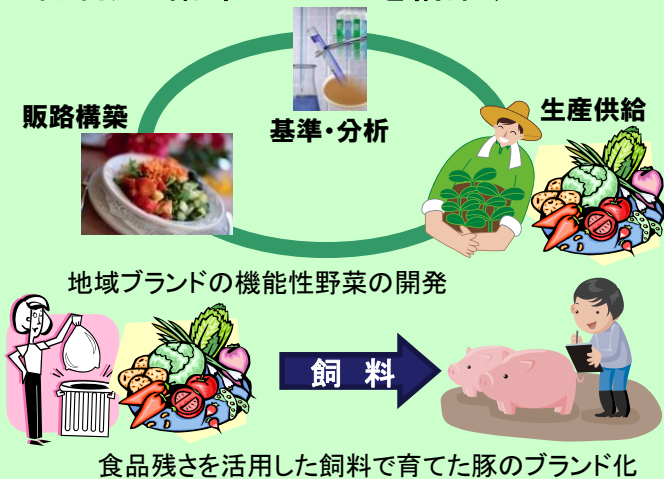 販路構築
基準・分析
生産供給
地域ブランドの機能性野菜の開発
飼 料
食品残さを活用した飼料で育てた豚のブランド化